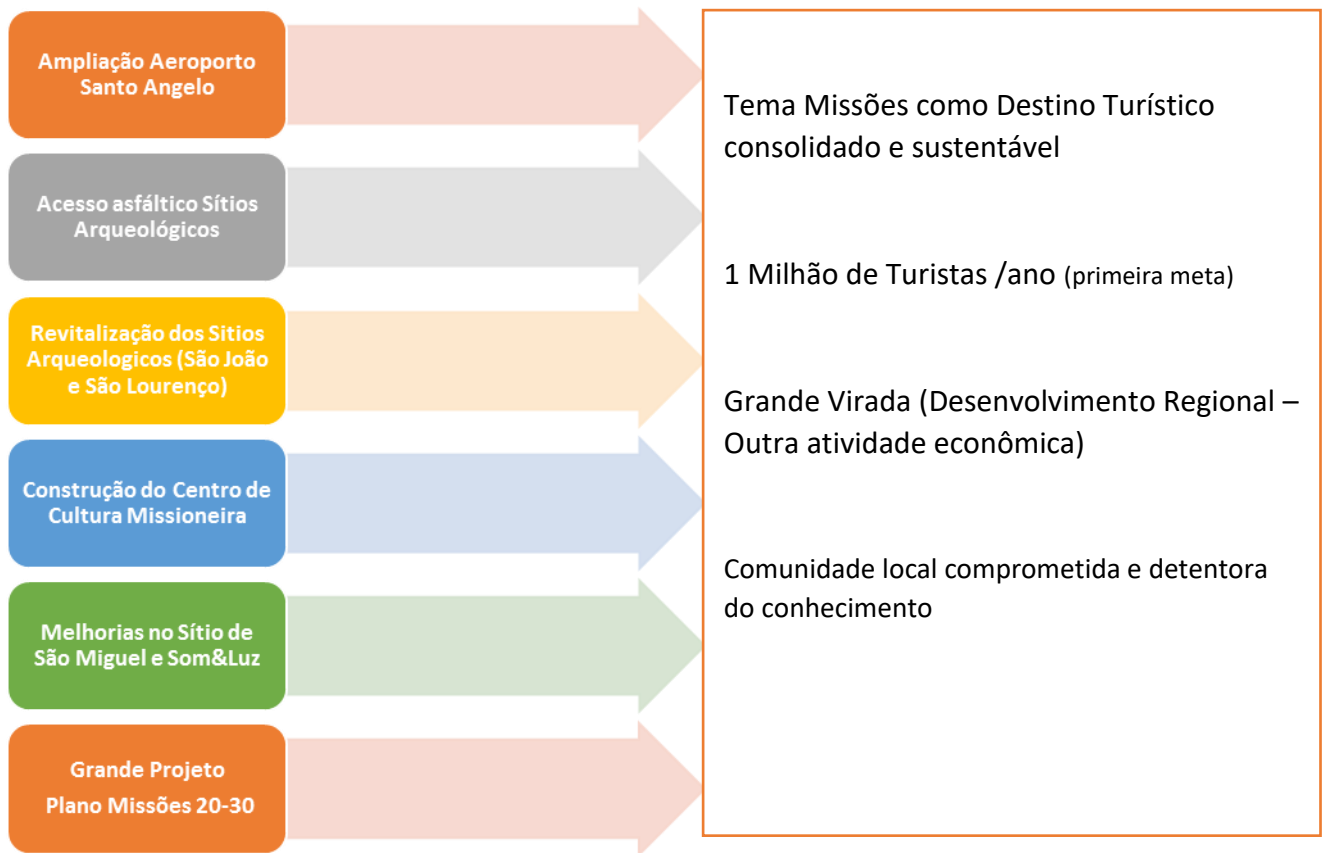 Ampliação Aeroporto
Santo Angelo
Acesso asfáltico Sítios
Arqueológicos
Revitalização dos Sitios
Arqueologicos (São João
e São Lourenço)
Construção do Centro de
Cultura Missioneira
Melhorias no Sítio de
São Miguel e Som&Luz
Grande Projeto
Plano Missões 20-30
Tema Missões como Destino Turístico
consolidado e sustentável
1 Milhão de Turistas /ano (primeira meta)
Grande Virada (Desenvolvimento Regional –
Outra atividade econômica)
Comunidade local comprometida e detentora
do conhecimento